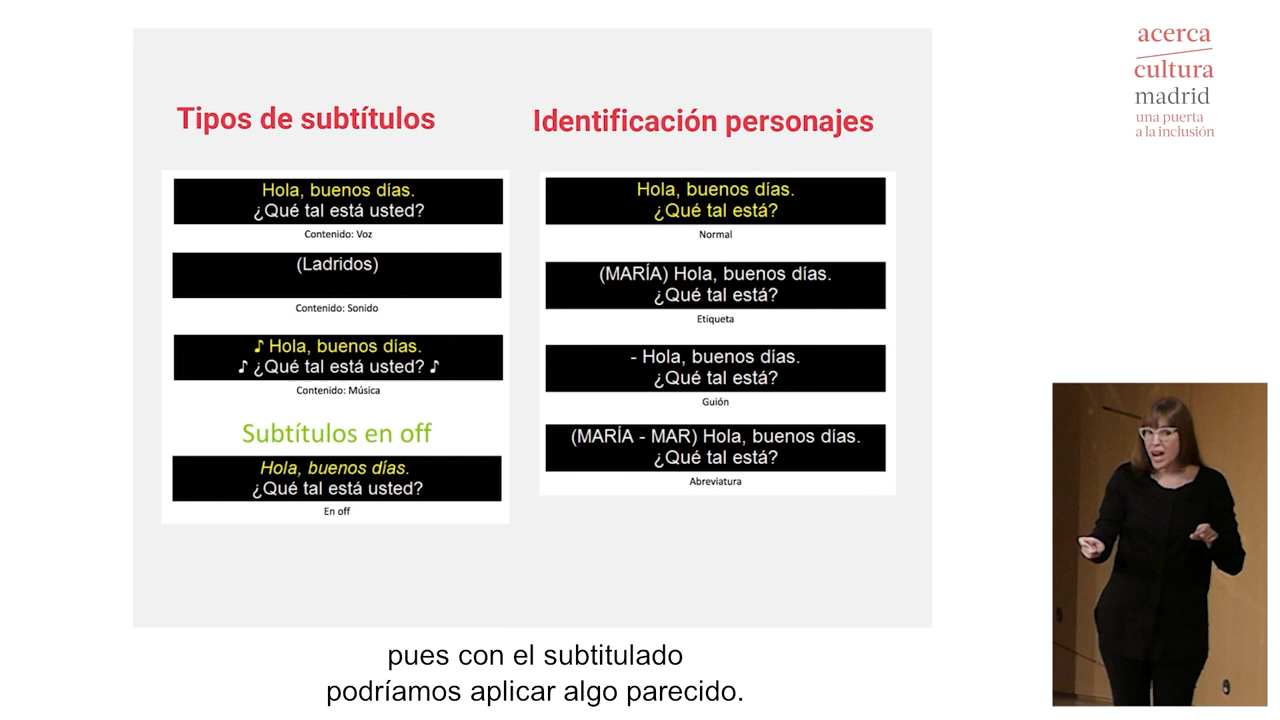 acerca
cultura
madrid
una puerta
a la inclusión
Tipos de subtítulos
Hola, buenos días.
¿Qué tal está usted?
Contenido: Voz
(Ladridos)
Contenido: Sonido
♪ Hola, buenos días.
♪ ¿Qué tal está usted? ♪
Contenido: Música
Subtítulos en off
Hola, buenos días.
¿Qué tal está usted?
En off
Identificación personajes
Hola, buenos días.
¿Qué tal está?
Normal
(MARÍA) Hola, buenos días.
¿Qué tal está?
Etiqueta
- Hola, buenos días.
¿Qué tal está?
Guión
(MARÍA - MAR) Hola, buenos días.
¿Qué tal está?
Abreviatura
pues con el subtitulado
podríamos aplicar algo parecido.